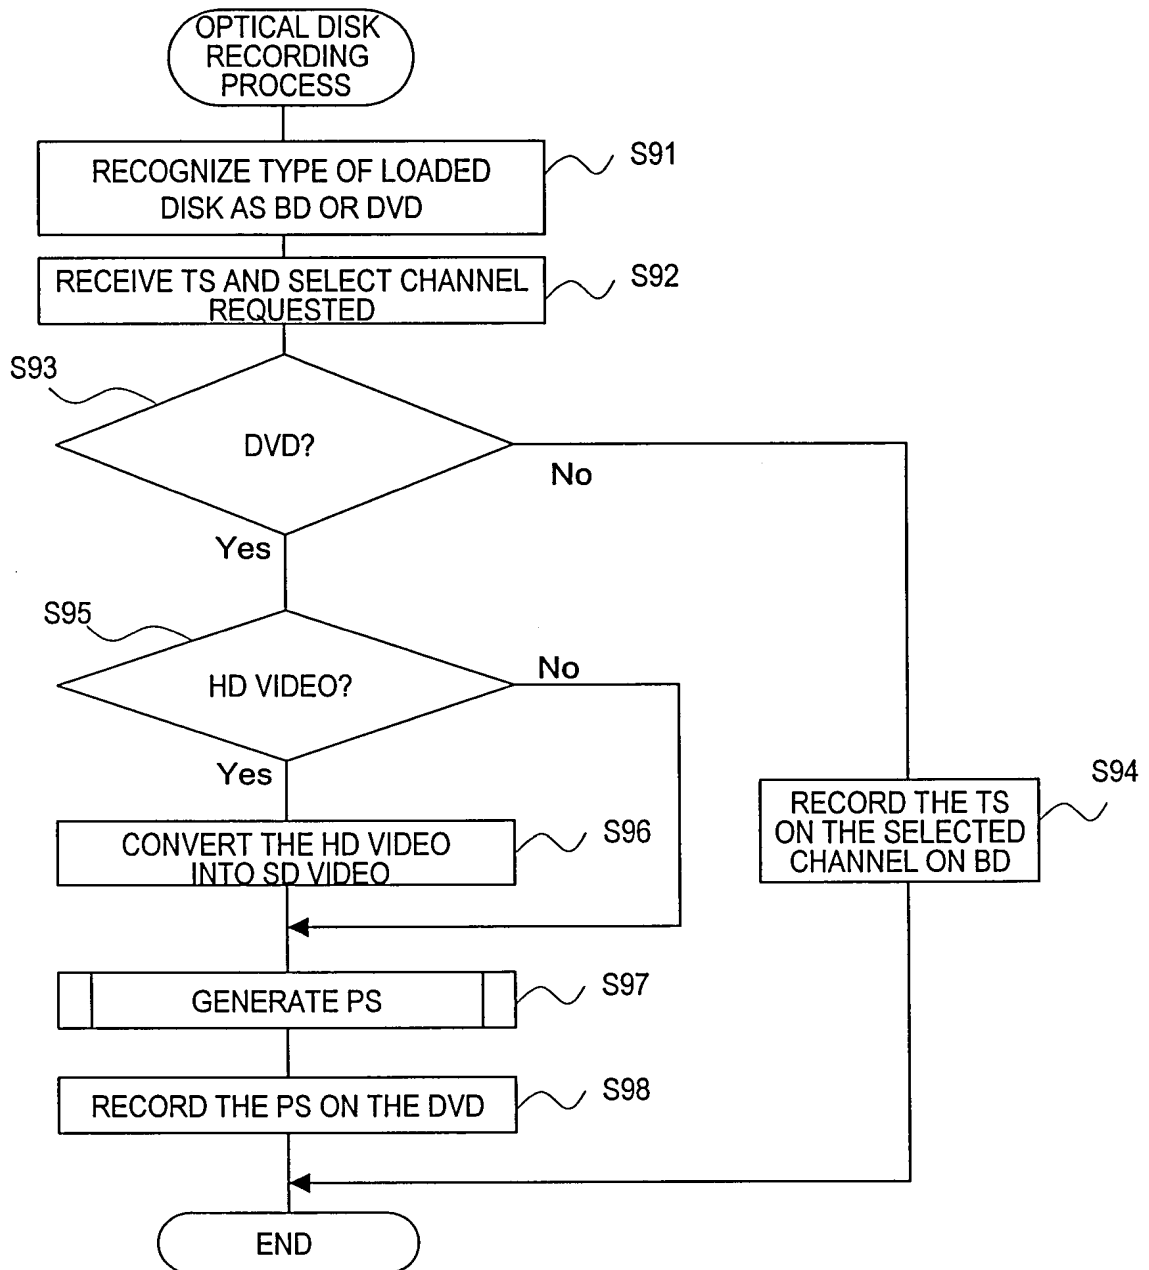 OPTICAL DISK
RECORDING
PROCESS
RECOGNIZE TYPE OF LOADED
DISK AS BD OR DVD
S91
RECEIVE TS AND SELECT CHANNEL
REQUESTED
S92
S93
DVD?
No
Yes
S95
HD VIDEO?
No
Yes
S94
RECORD THE TS
ON THE SELECTED
CHANNEL ON BD
CONVERT THE HD VIDEO
INTO SD VIDEO
S96
GENERATE PS
S97
RECORD THE PS ON THE DVD
S98
END